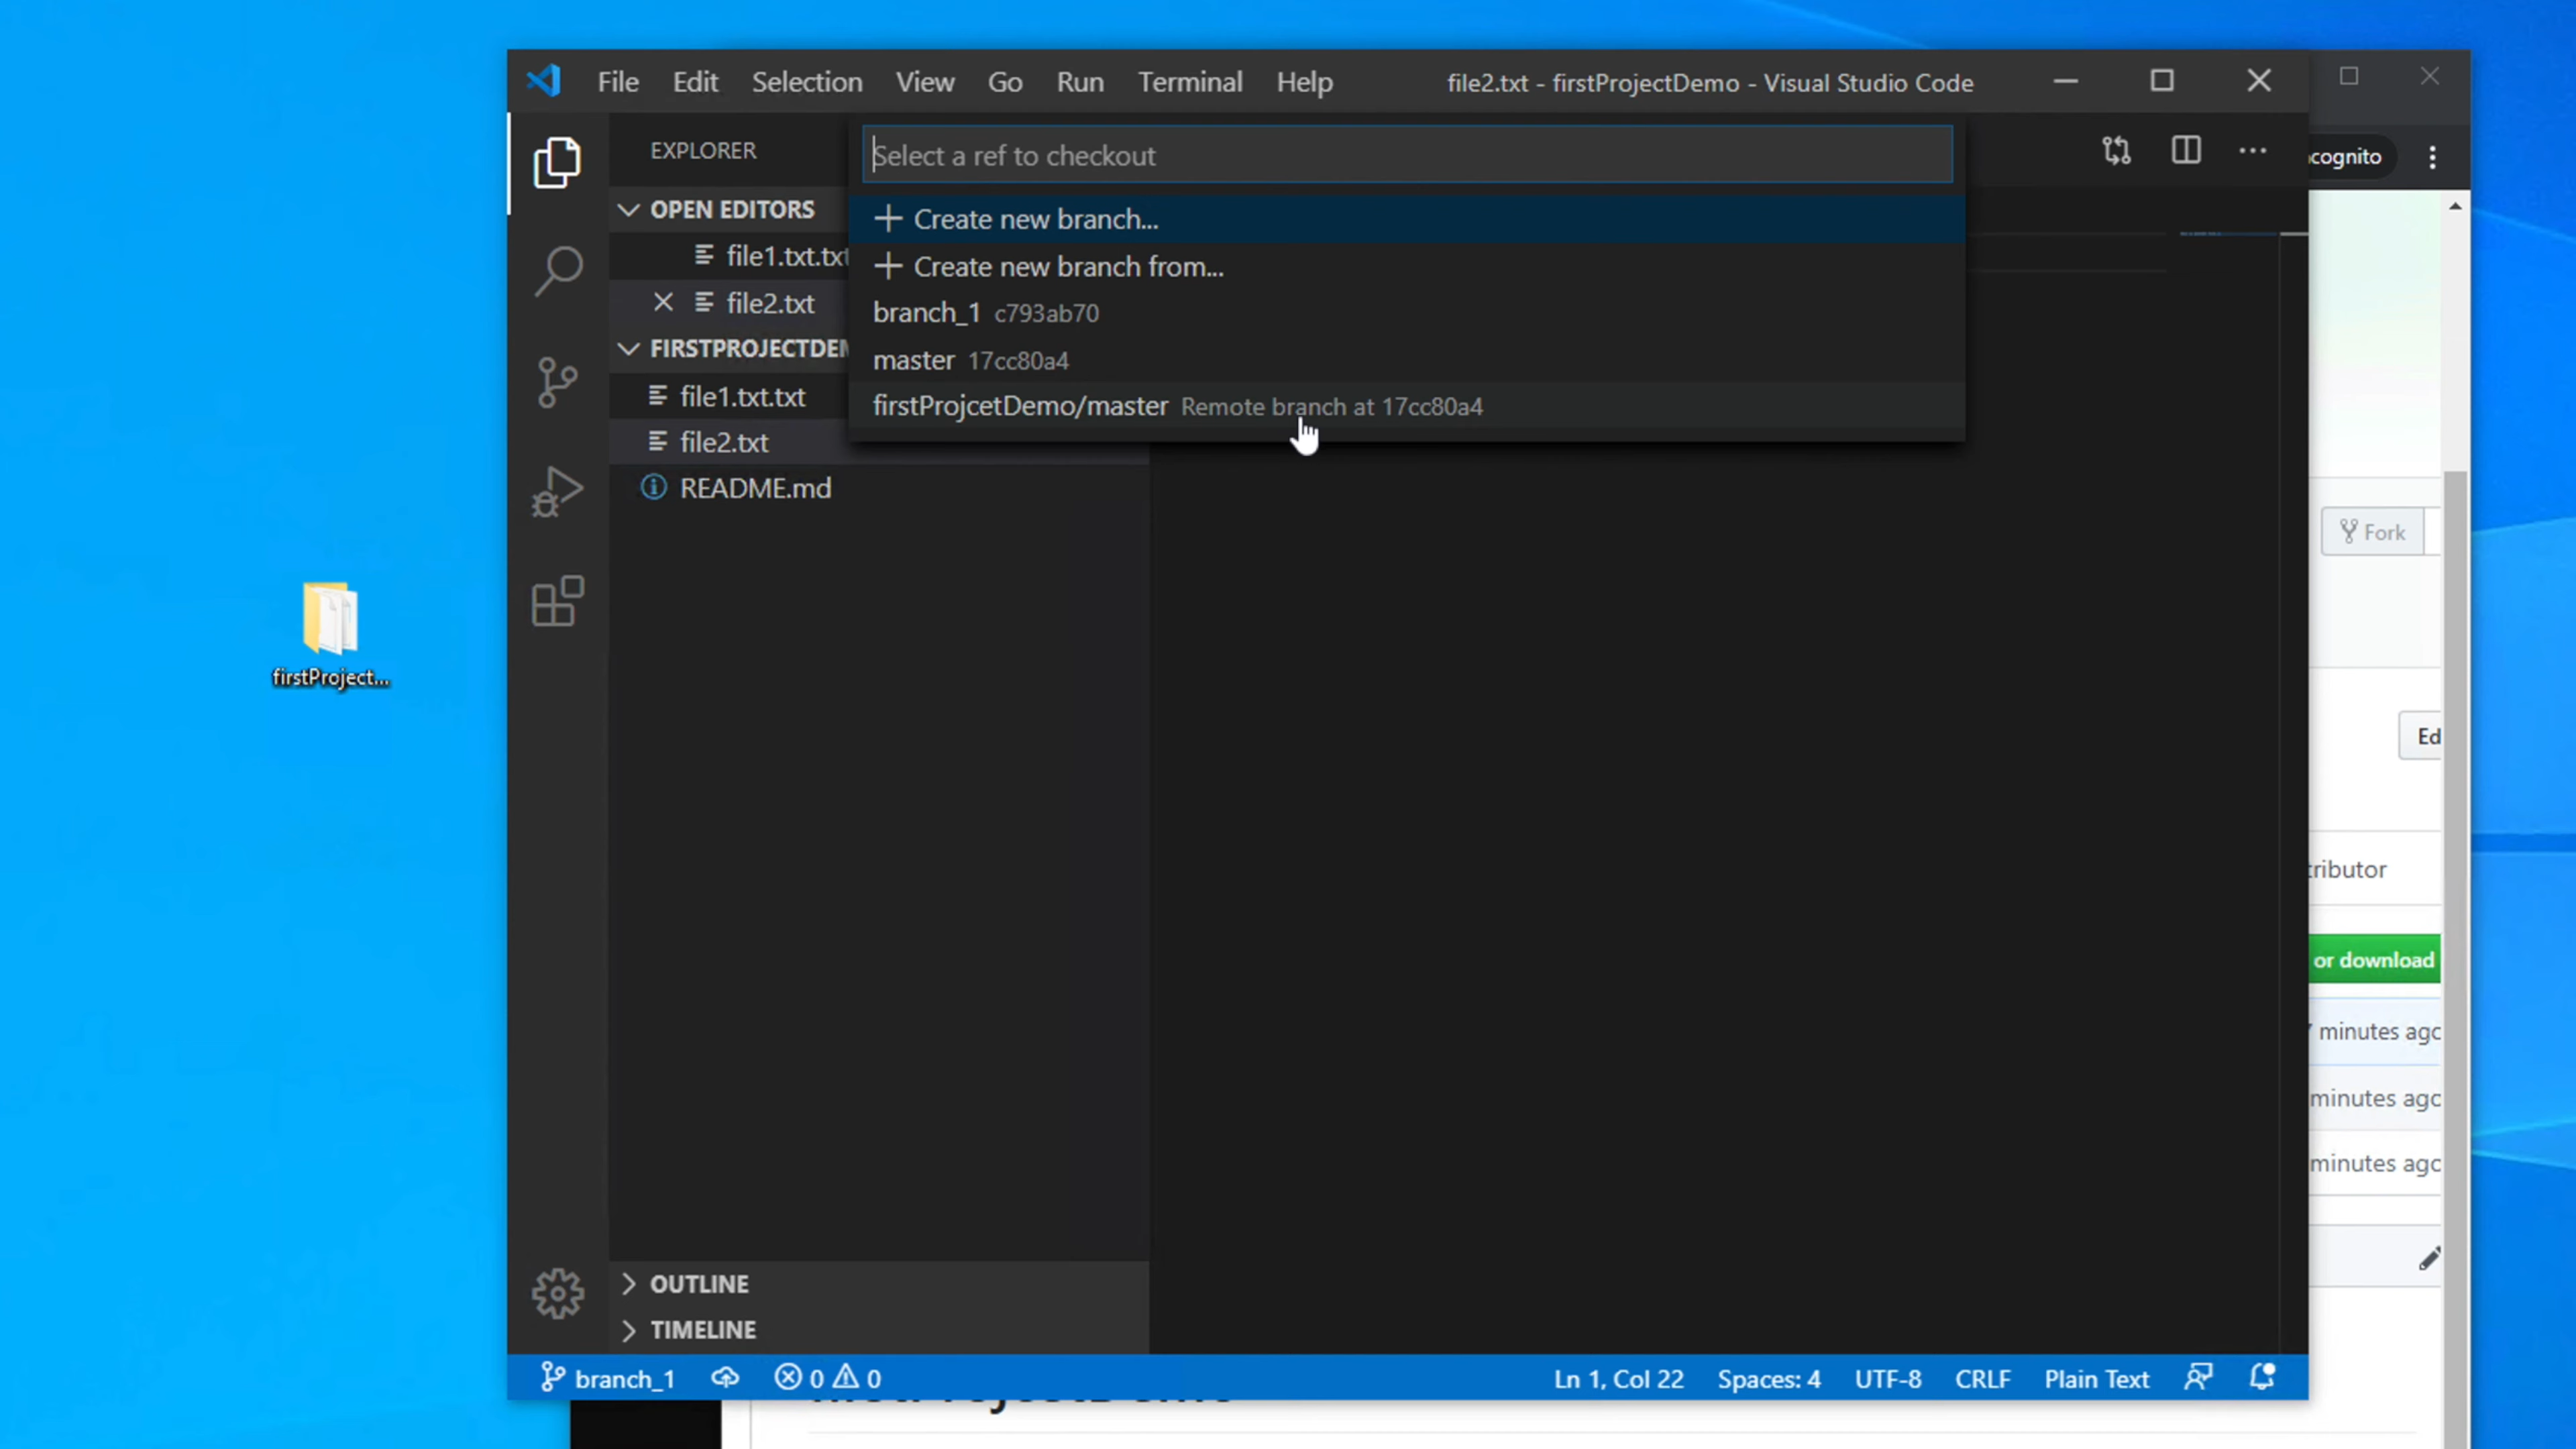 File Edit Selection View Go Run Terminal Help file2.txt - firstProjectDemo - Visual Studio Code
EXPLORER
Select a ref to checkout
cognito
OPEN EDITORS
Create new branch...
file1.txt.txt
Create new branch from...
file2.txt
branch_1 c793ab70
FIRSTPROJECTDEM
master 17cc80a4
file1.txt.txt
firstProjcetDemo/master Remote branch at 17cc80a4
file2.txt
README.md
Fork
firstProject...
Ed
tributor
or download
7 minutes ago
minutes ago
minutes ago
OUTLINE
TIMELINE
branch_1 0 0 Ln 1, Col 22 Spaces: 4 UTF-8 CRLF Plain Text